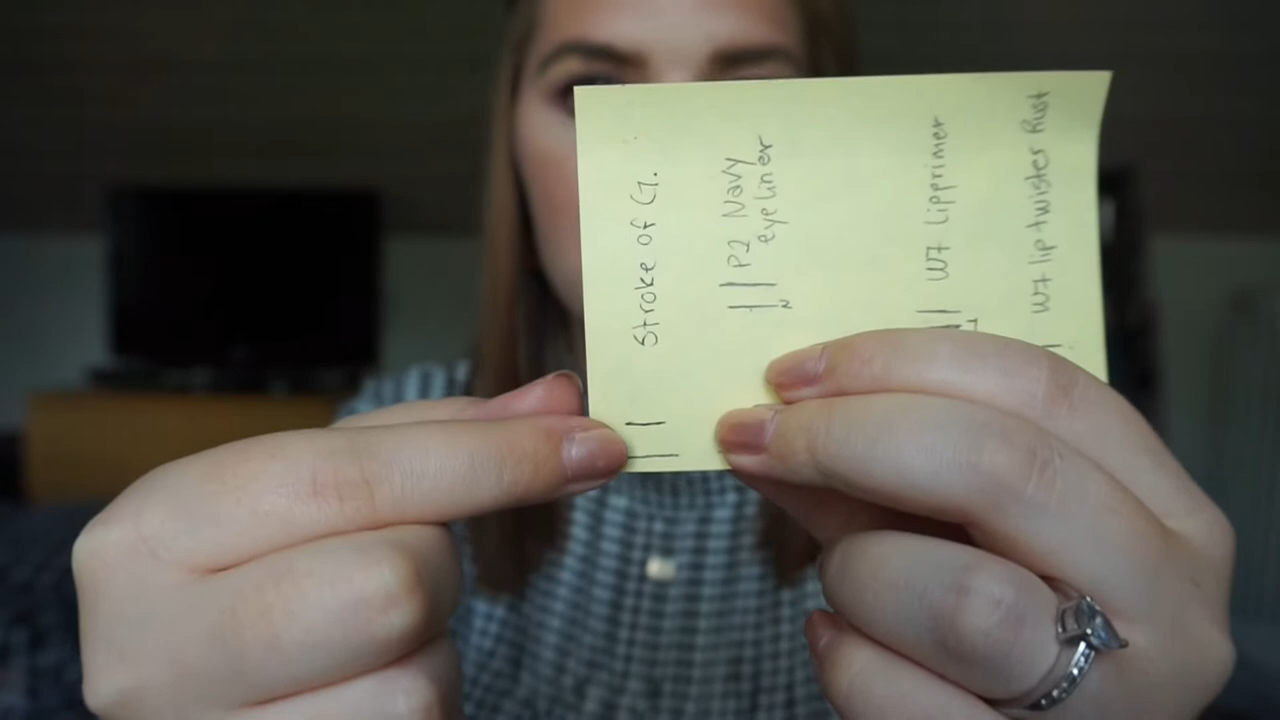 Stroke of G.
P2 Navy
eyeliner
W7 Lipprimer
W7 lip twister Rust